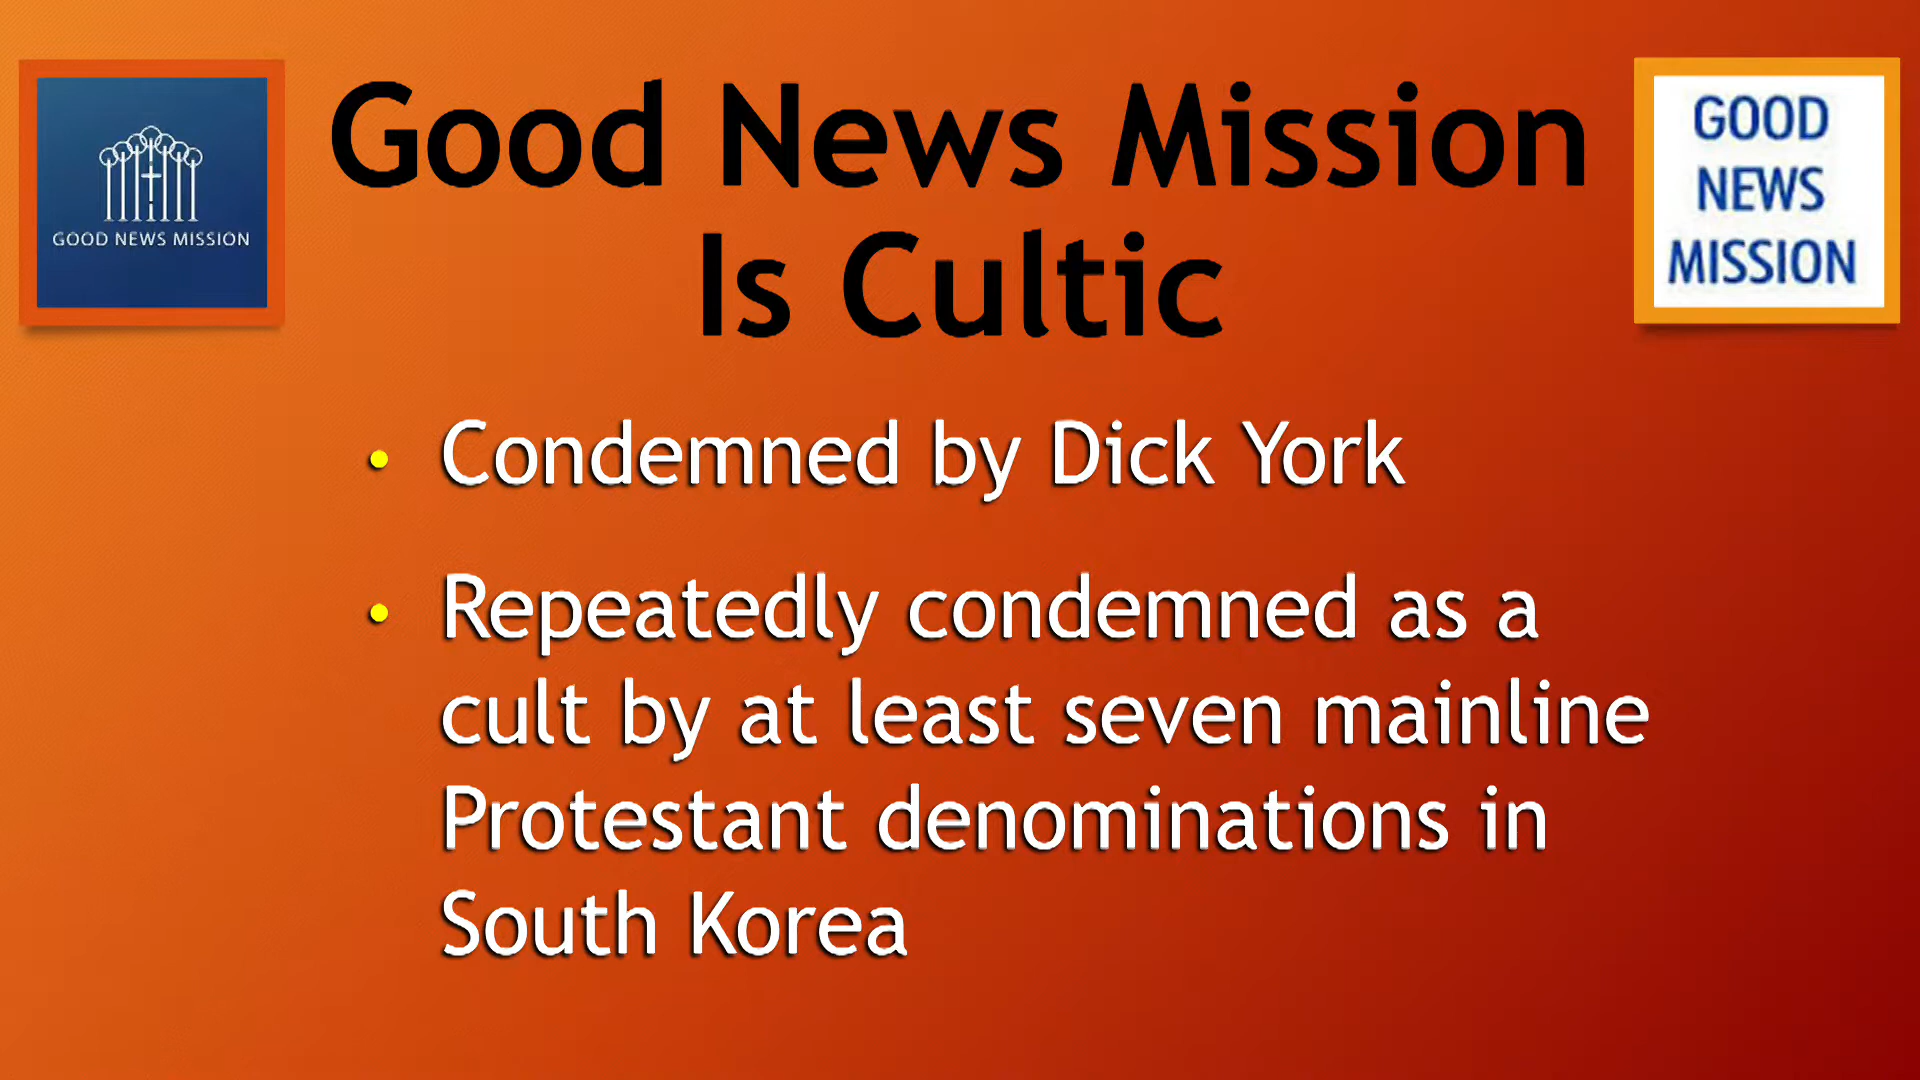 GOOD NEWS MISSION
Good News Mission
Is Cultic
GOOD
NEWS
MISSION
• Condemned by Dick York
• Repeatedly condemned as a
cult by at least seven mainline
Protestant denominations in
South Korea